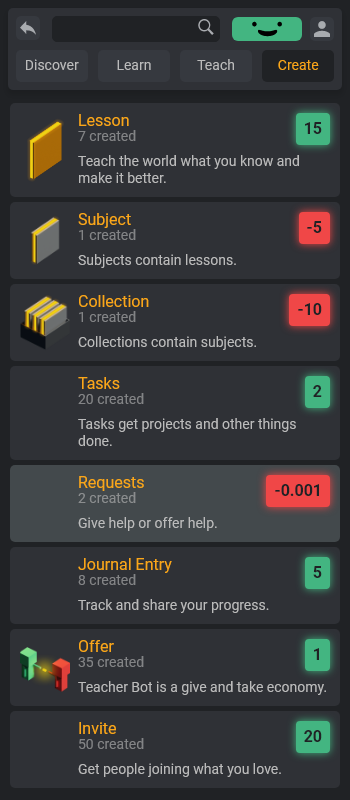 Discover Learn Teach Create
Lesson 15
7 created
Teach the world what you know and
make it better.
Subject -5
1 created
Subjects contain lessons.
Collection -10
1 created
Collections contain subjects.
Tasks 2
20 created
Tasks get projects and other things
done.
Requests -0.001
2 created
Give help or offer help.
Journal Entry 5
8 created
Track and share your progress.
Offer 1
35 created
Teacher Bot is a give and take economy.
Invite 20
50 created
Get people joining what you love.